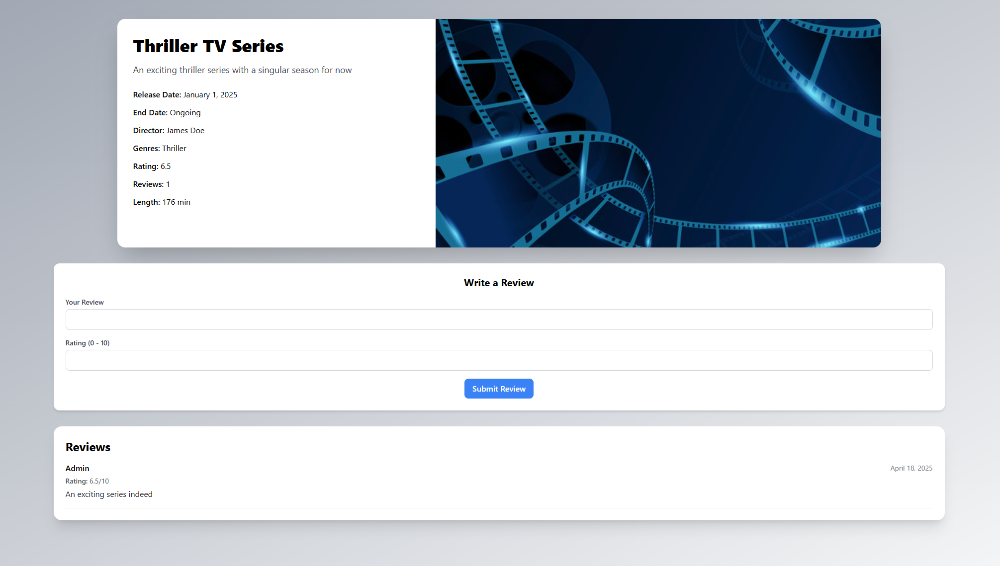 Thriller TV Series
An exciting thriller series with a singular season for now
Release Date: January 1, 2025
End Date: Ongoing
Director: James Doe
Genres: Thriller
Rating: 6.5
Reviews: 1
Length: 176 min
Write a Review
Your Review
Rating (0 - 10)
Submit Review
Reviews
Admin
April 18, 2025
Rating: 6.5/10
An exciting series indeed